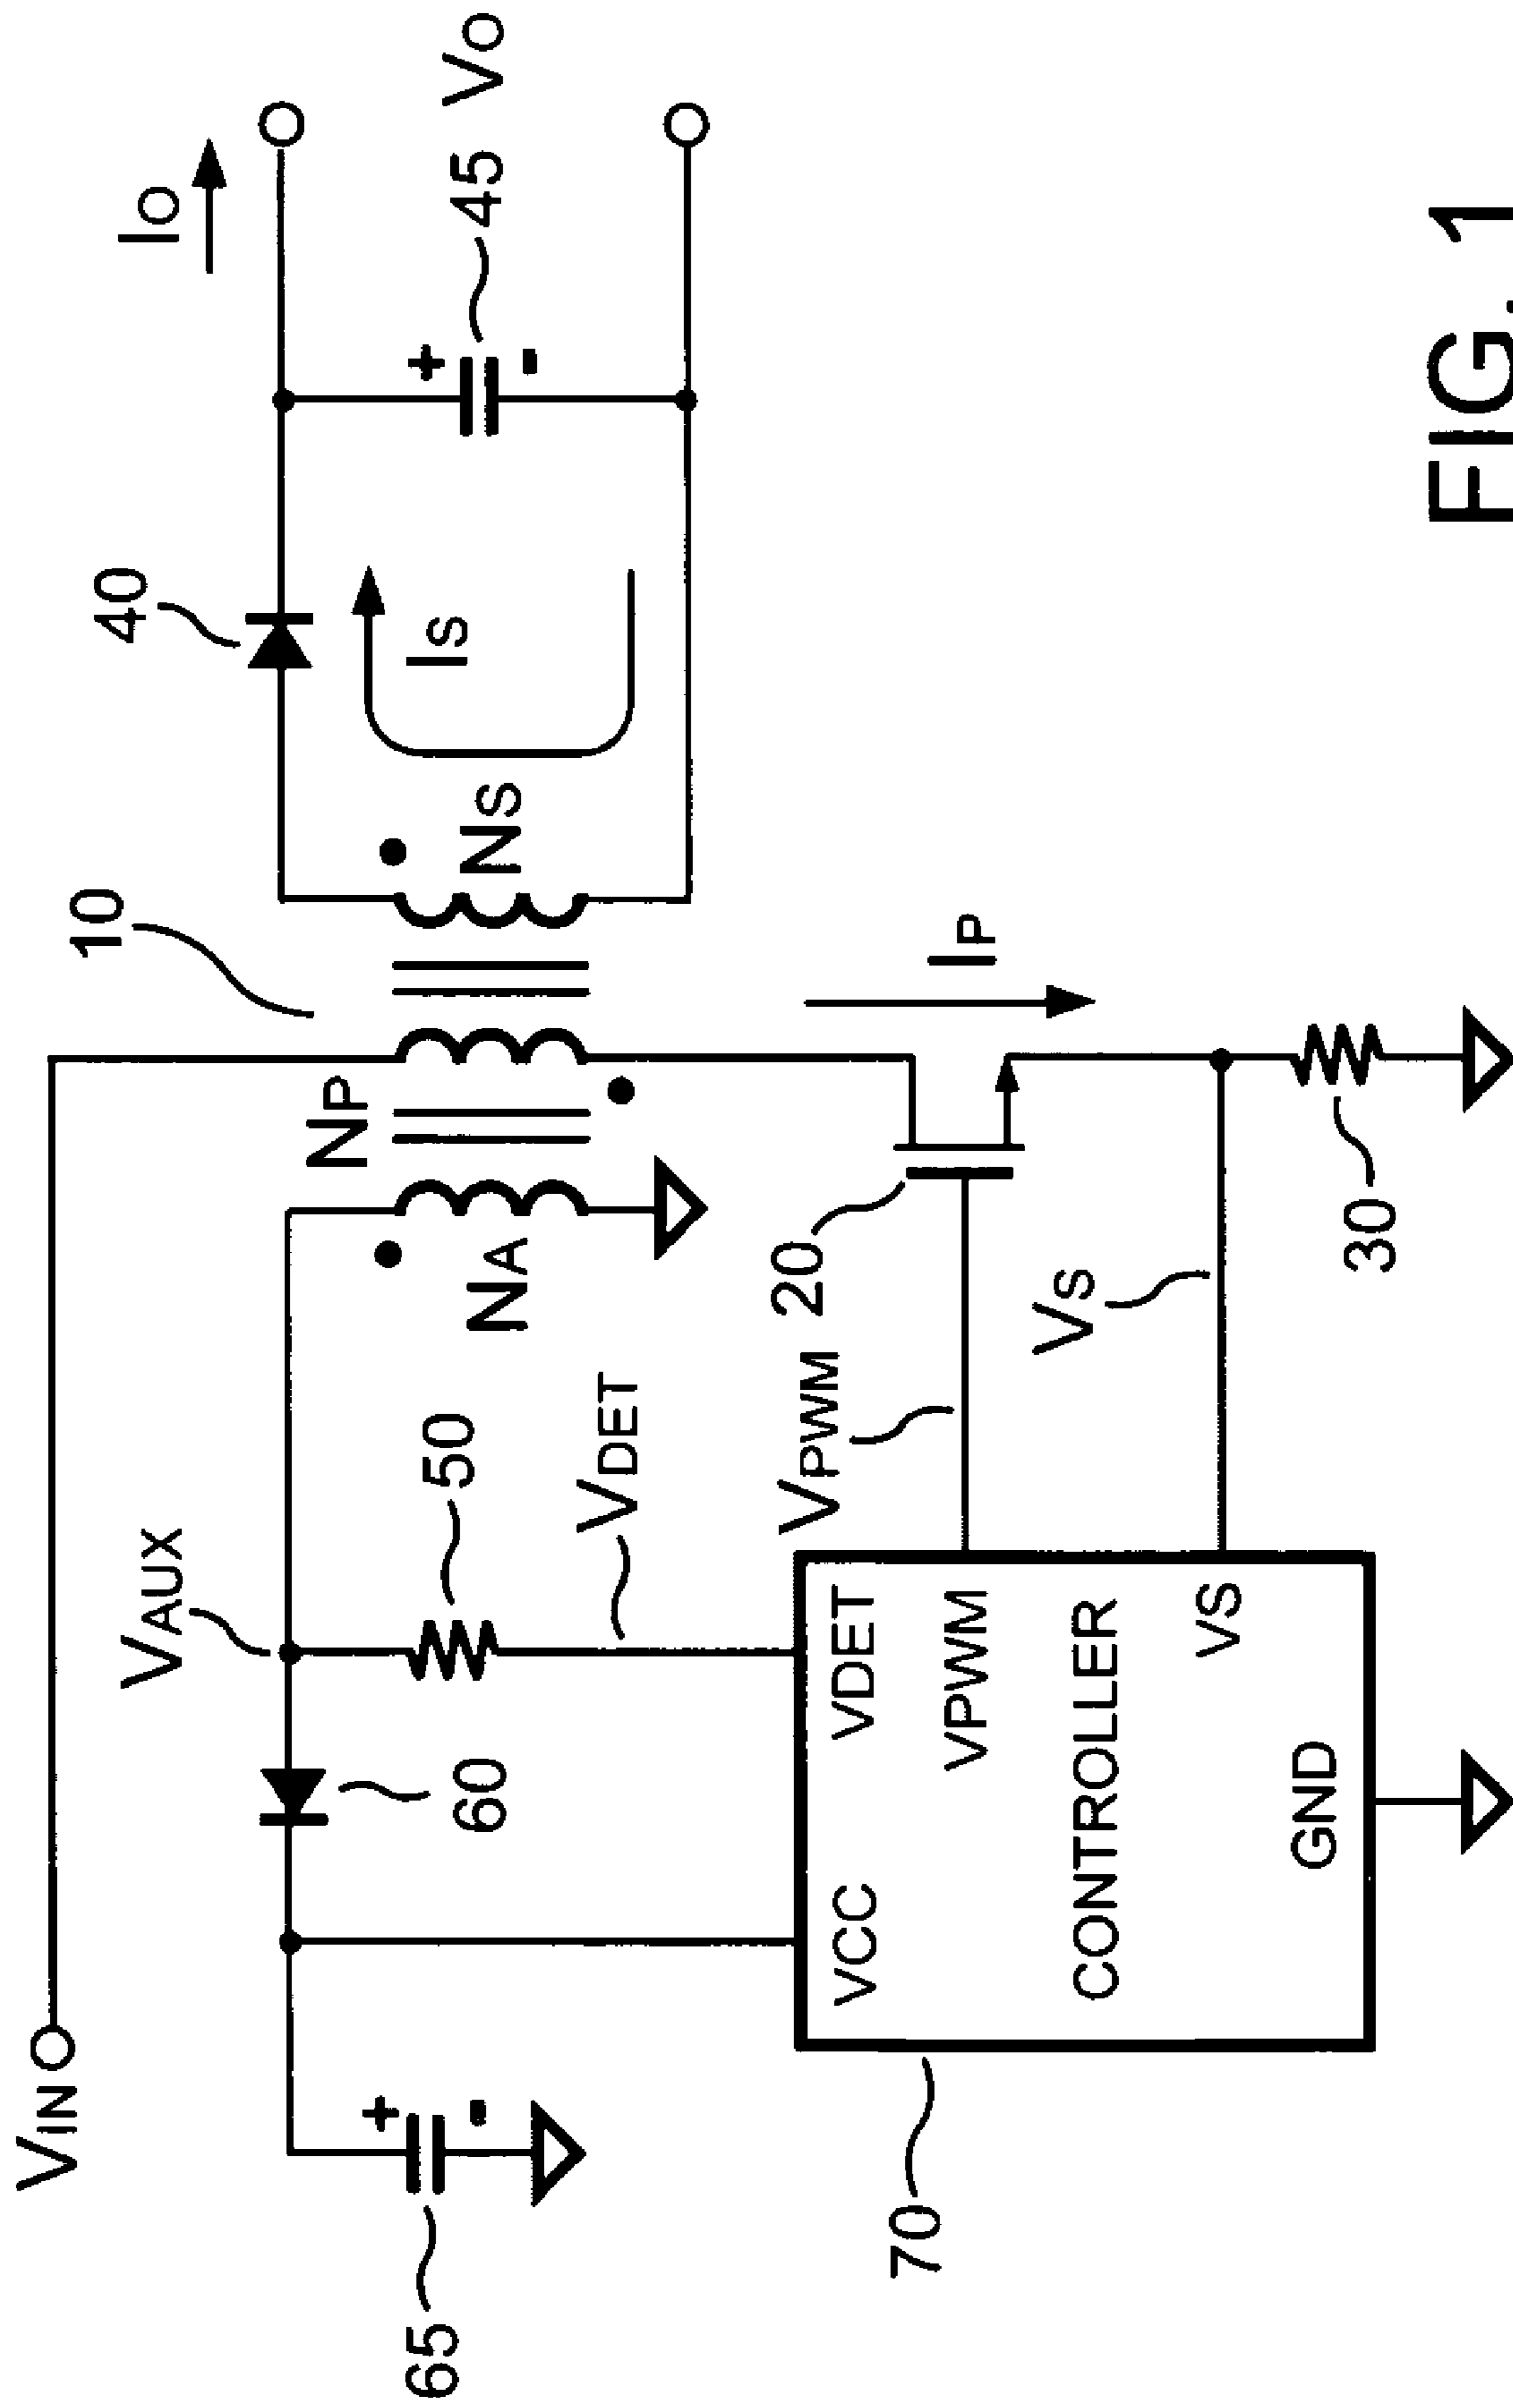 VIN
VAUX
10
40
IO
NP
65
60
50
NA
NS
IS
45
VO
VDET
VCC
VDET
VPWM
20
IP
70
VPWM
CONTROLLER
VS
VS
GND
30
FIG. 1